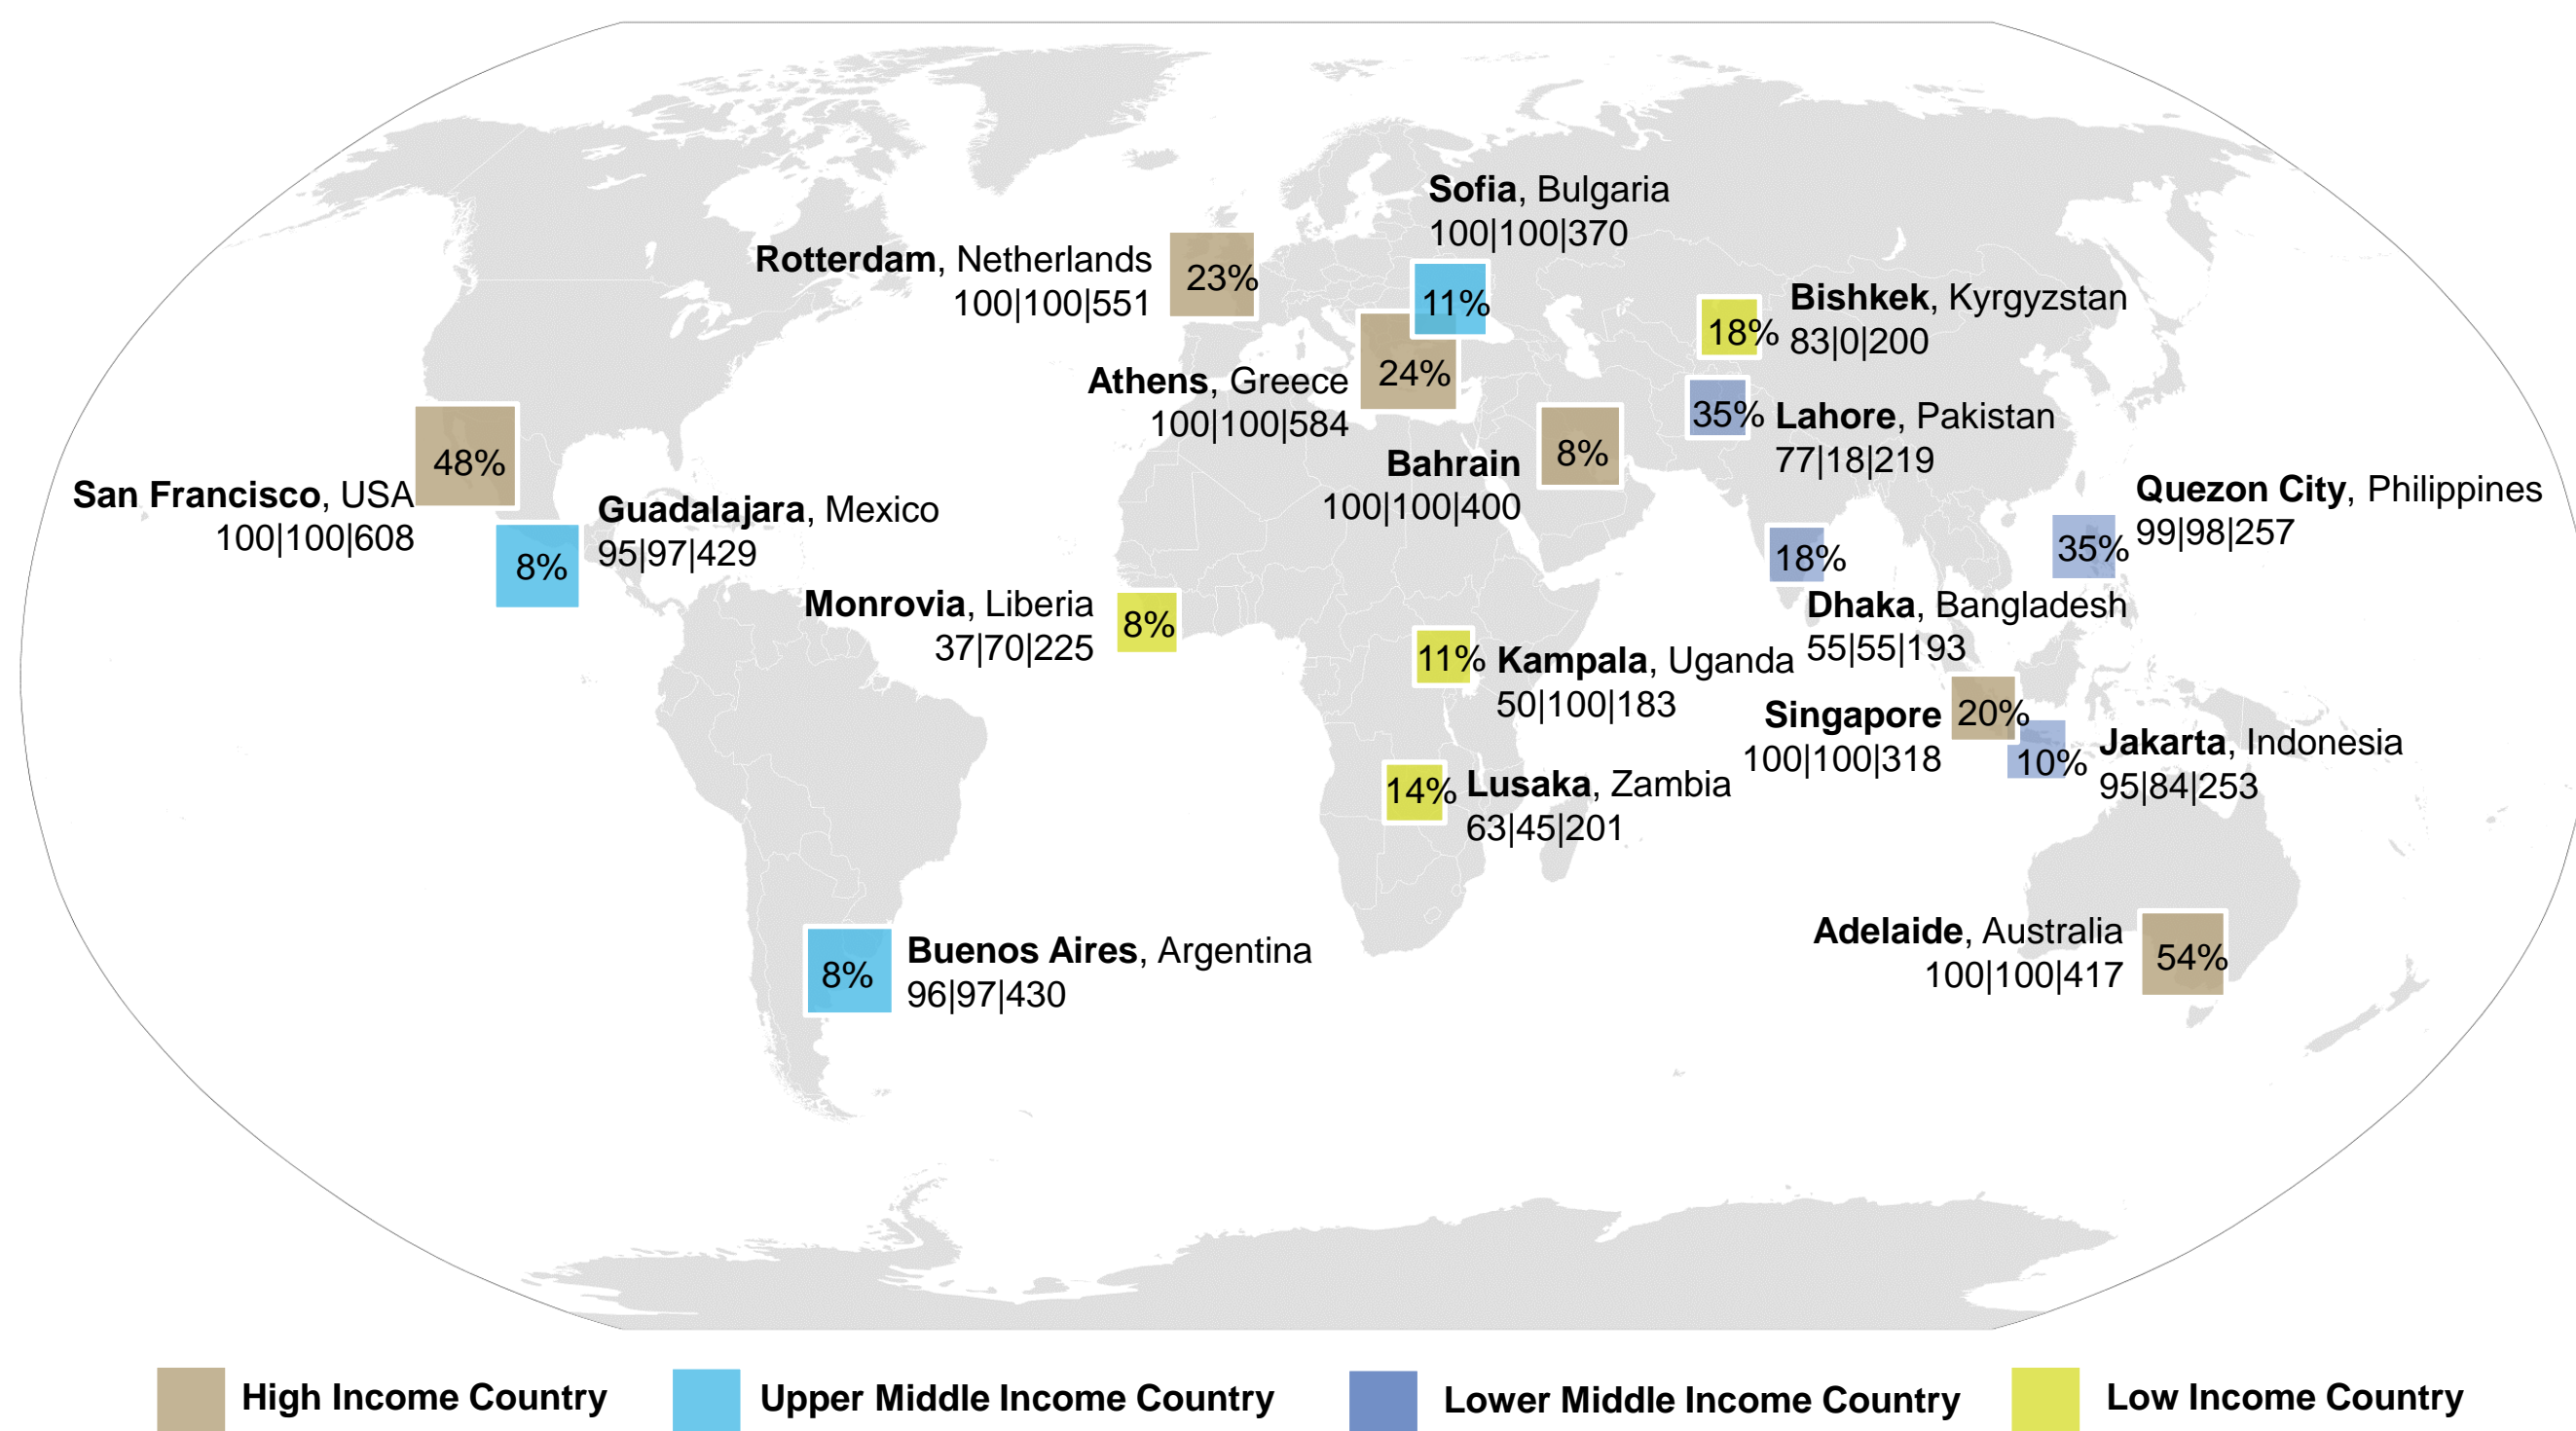 Sofia, Bulgaria
100|100|370
11%
Rotterdam, Netherlands
100|100|551
23%
Bishkek, Kyrgyzstan
83|0|200
18%
Athens, Greece
100|100|584
24%
Lahore, Pakistan
77|18|219
35%
Bahrain
100|100|400
8%
San Francisco, USA
100|100|608
48%
Guadalajara, Mexico
95|97|429
8%
Quezon City, Philippines
99|98|257
35%
18%
Dhaka, Bangladesh
55|55|193
Monrovia, Liberia
37|70|225
8%
11%
Kampala, Uganda
50|100|183
Singapore
100|100|318
20%
10%
Jakarta, Indonesia
95|84|253
14%
Lusaka, Zambia
63|45|201
8%
Buenos Aires, Argentina
96|97|430
Adelaide, Australia
100|100|417
54%
High Income Country
Upper Middle Income Country
Lower Middle Income Country
Low Income Country